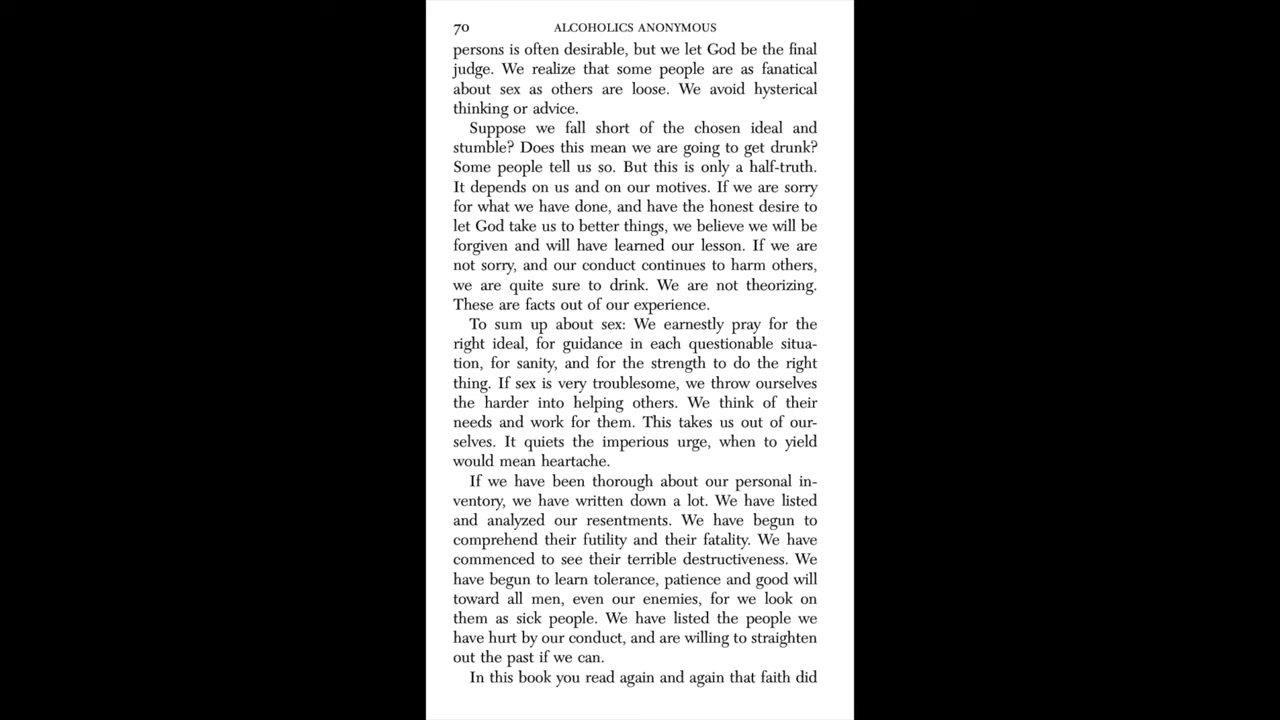 70 ALCOHOLICS ANONYMOUS
persons is often desirable, but we let God be the final
judge. We realize that some people are as fanatical
about sex as others are loose. We avoid hysterical
thinking or advice.
Suppose we fall short of the chosen ideal and
stumble? Does this mean we are going to get drunk?
Some people tell us so. But this is only a half-truth.
It depends on us and on our motives. If we are sorry
for what we have done, and have the honest desire to
let God take us to better things, we believe we will be
forgiven and will have learned our lesson. If we are
not sorry, and our conduct continues to harm others,
we are quite sure to drink. We are not theorizing.
These are facts out of our experience.
To sum up about sex: We earnestly pray for the
right ideal, for guidance in each questionable situa-
tion, for sanity, and for the strength to do the right
thing. If sex is very troublesome, we throw ourselves
the harder into helping others. We think of their
needs and work for them. This takes us out of our-
selves. It quiets the imperious urge, when to yield
would mean heartache.
If we have been thorough about our personal in-
ventory, we have written down a lot. We have listed
and analyzed our resentments. We have begun to
comprehend their futility and their fatality. We have
commenced to see their terrible destructiveness. We
have begun to learn tolerance, patience and good will
toward all men, even our enemies, for we look on
them as sick people. We have listed the people we
have hurt by our conduct, and are willing to straighten
out the past if we can.
In this book you read again and again that faith did